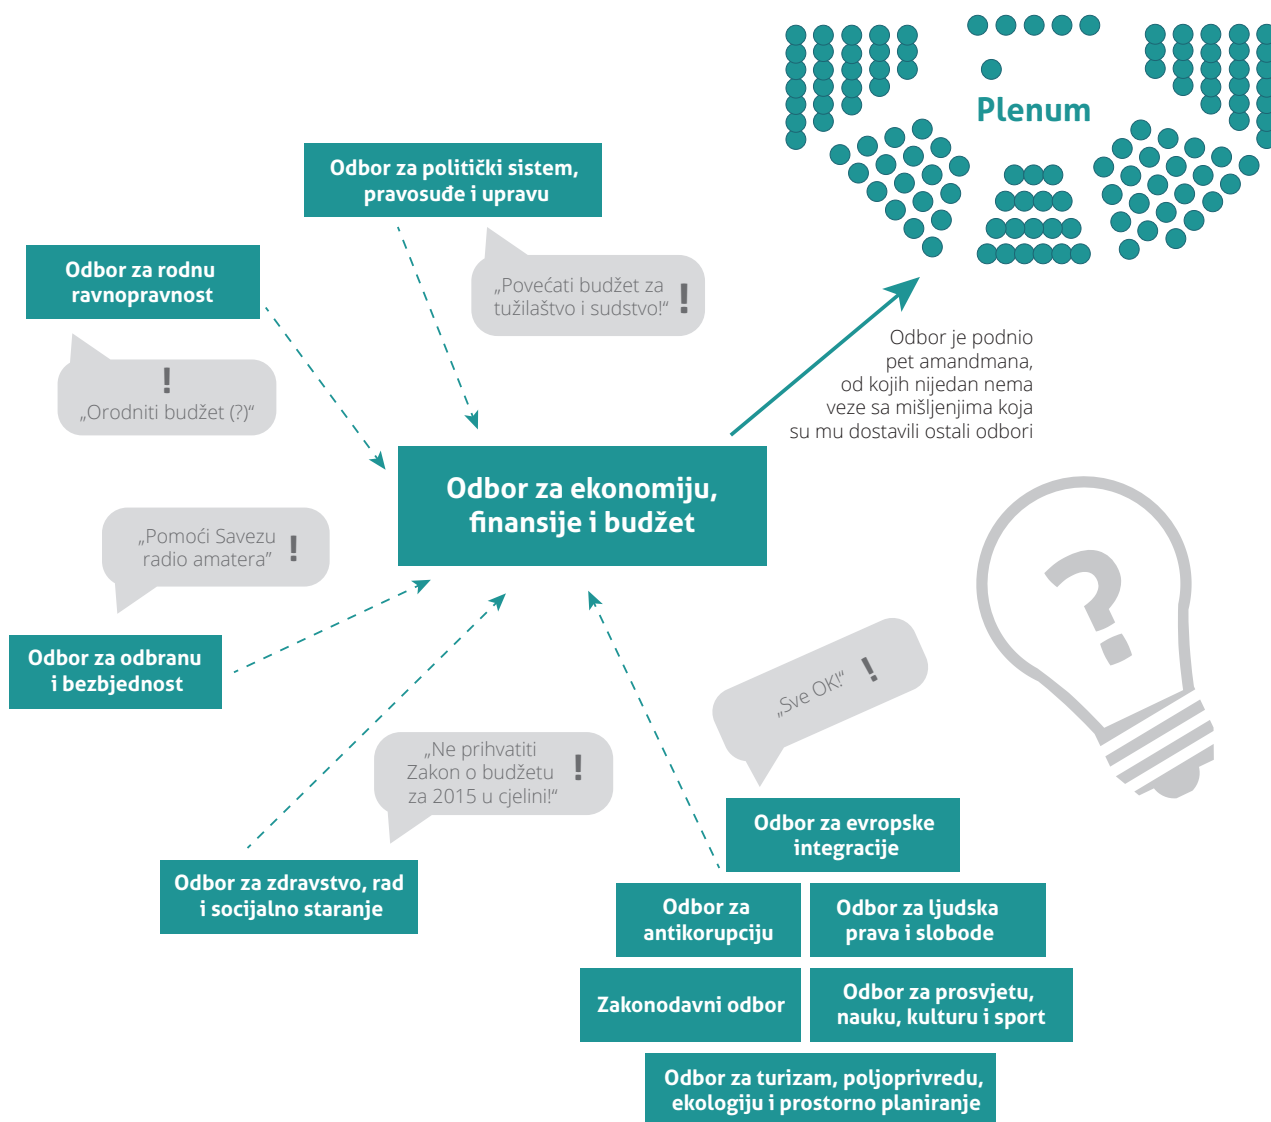 Plenum
Odbor za politički sistem,
pravosuđe i upravu
„Povećati budžet za
tužilaštvo i sudstvo!“ !
Odbor za rodnu
ravnopravnost
!
„Orodniti budžet (?)“
Odbor je podnio
pet amandmana,
od kojih nijedan nema
veze sa mišljenjima koja
su mu dostavili ostali odbori
Odbor za ekonomiju,
finansije i budžet
?
„Pomoći Savezu
radio amatera” !
Odbor za odbranu
i bezbjednost
„Sve OK!“ !
„Ne prihvatiti
Zakon o budžetu !
za 2015 u cjelini!“
Odbor za zdravstvo, rad
i socijalno staranje
Odbor za evropske
integracije
Odbor za
antikorupciju
Odbor za ljudska
prava i slobode
Zakonodavni odbor
Odbor za prosvjetu,
nauku, kulturu i sport
Odbor za turizam, poljoprivredu,
ekologiju i prostorno planiranje